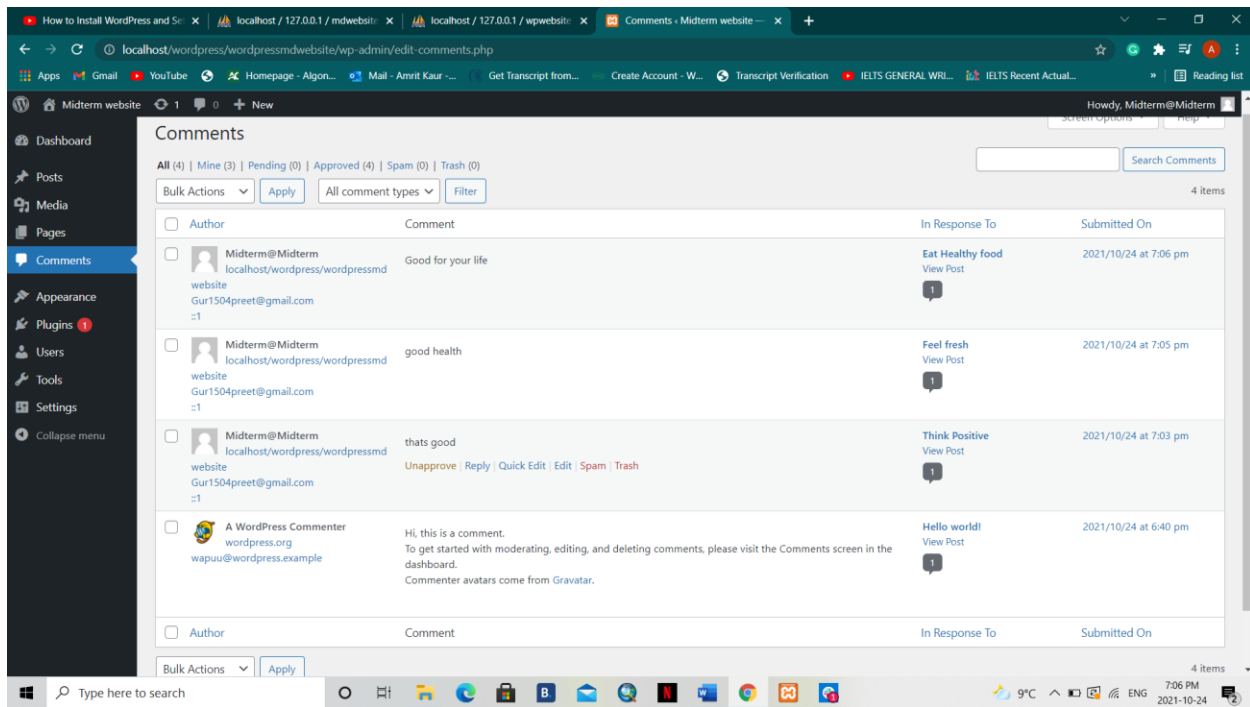 How to Install WordPress and Se
localhost / 127.0.0.1 / mdwebsite
localhost / 127.0.0.1 / wpwebsite
Comments ‹ Midterm website —
localhost/wordpress/wordpressmdwebsite/wp-admin/edit-comments.php
A
Apps Gmail YouTube Homepage - Algon... Mail - Amrit Kaur -... Get Transcript from... Create Account - W... Transcript Verification IELTS GENERAL WRI... IELTS Recent Actual... » Reading list
Midterm website 1 0 + New Howdy, Midterm@Midterm
Screen Options Help
Dashboard
Posts
Media
Pages
Comments
Appearance
Plugins 1
Users
Tools
Settings
Collapse menu
Comments
All (4) | Mine (3) | Pending (0) | Approved (4) | Spam (0) | Trash (0)
Search Comments
Bulk Actions Apply All comment types Filter 4 items
Author Comment In Response To Submitted On
Midterm@Midterm
localhost/wordpress/wordpressmd
website
Gur1504preet@gmail.com
::1
Good for your life
Eat Healthy food
View Post
1
2021/10/24 at 7:06 pm
Midterm@Midterm
localhost/wordpress/wordpressmd
website
Gur1504preet@gmail.com
::1
good health
Feel fresh
View Post
1
2021/10/24 at 7:05 pm
Midterm@Midterm
localhost/wordpress/wordpressmd
website
Gur1504preet@gmail.com
::1
thats good
Unapprove | Reply | Quick Edit | Edit | Spam | Trash
Think Positive
View Post
1
2021/10/24 at 7:03 pm
A WordPress Commenter
wordpress.org
wapuu@wordpress.example
Hi, this is a comment.
To get started with moderating, editing, and deleting comments, please visit the Comments screen in the
dashboard.
Commenter avatars come from Gravatar.
Hello world!
View Post
1
2021/10/24 at 6:40 pm
Author Comment In Response To Submitted On
Bulk Actions Apply 4 items
Type here to search
B.
N
9°C ENG
7:06 PM
2021-10-24
2